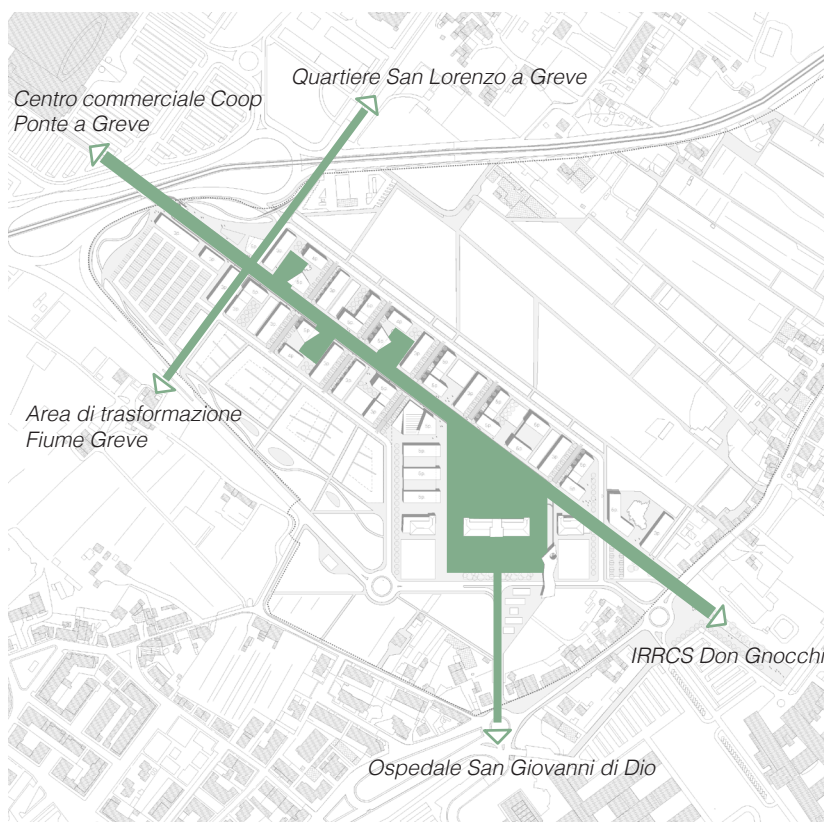 Quartiere San Lorenzo a Greve
Centro commerciale Coop
Ponte a Greve
Area di trasformazione
Fiume Greve
IRRCS Don Gnocchi
Ospedale San Giovanni di Dio